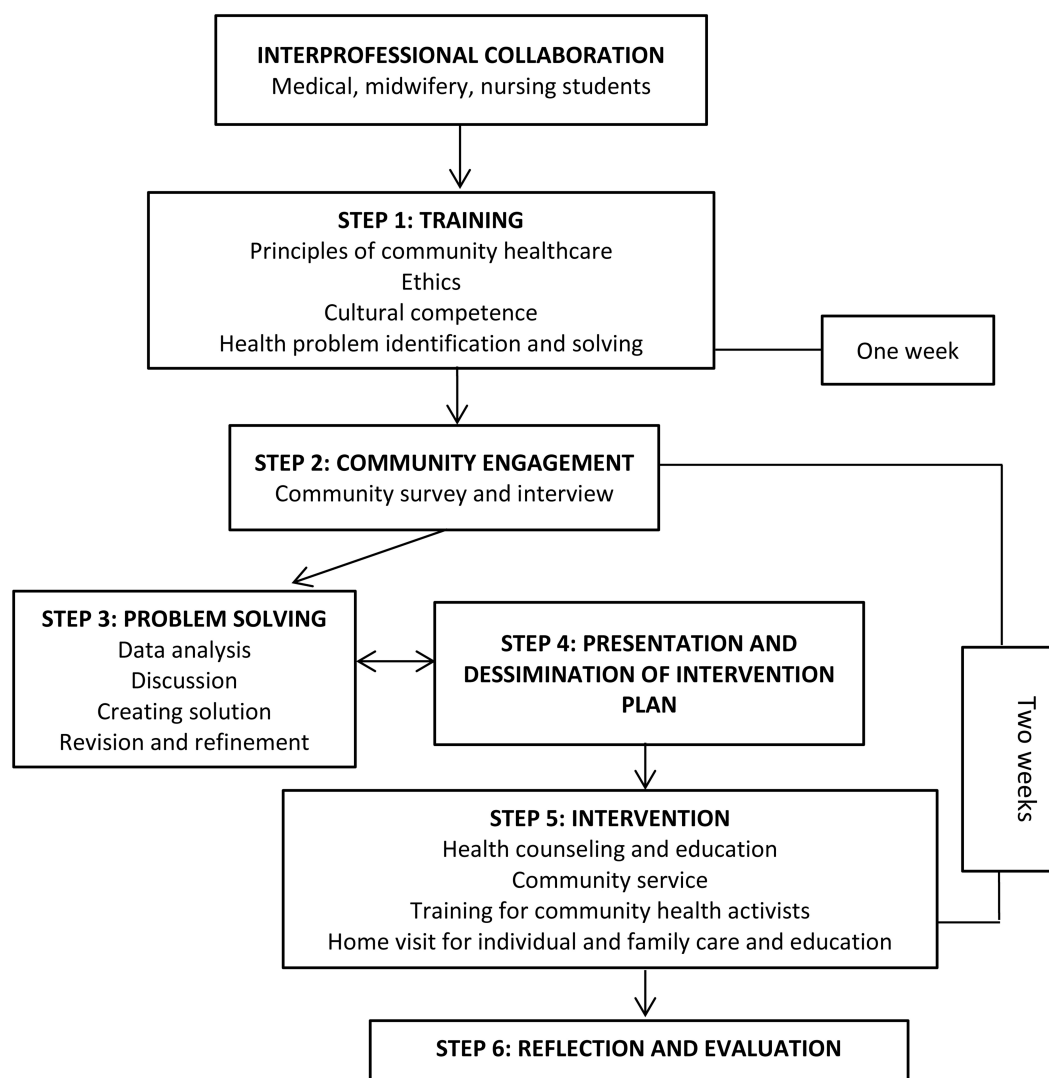 INTERPROFESSIONAL COLLABORATION
Medical, midwifery, nursing students
STEP 1: TRAINING
Principles of community healthcare
Ethics
Cultural competence
Health problem identification and solving
One week
STEP 2: COMMUNITY ENGAGEMENT
Community survey and interview
STEP 3: PROBLEM SOLVING
Data analysis
Discussion
Creating solution
Revision and refinement
STEP 4: PRESENTATION AND
DESSIMINATION OF INTERVENTION
PLAN
Two weeks
STEP 5: INTERVENTION
Health counseling and education
Community service
Training for community health activists
Home visit for individual and family care and education
STEP 6: REFLECTION AND EVALUATION